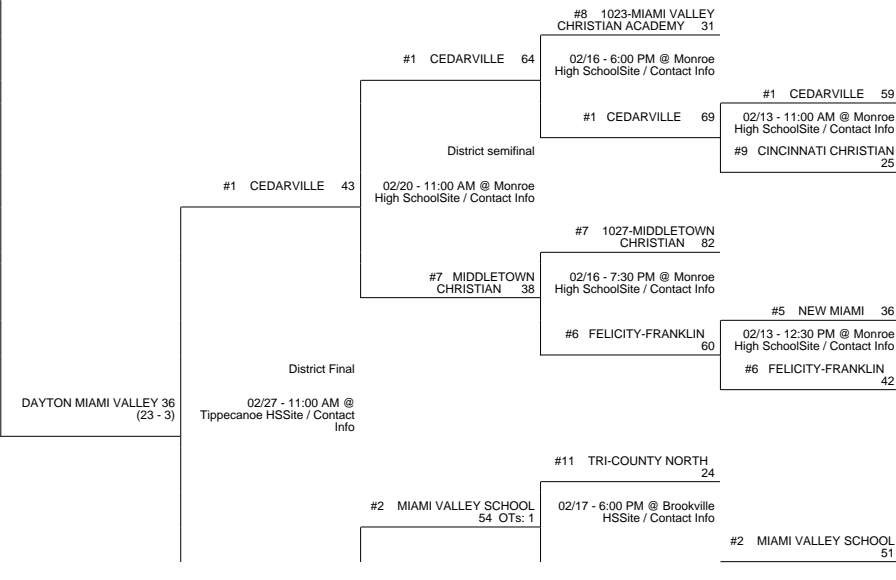 #8 1023-MIAMI VALLEY
CHRISTIAN ACADEMY 31
#1 CEDARVILLE 64
02/16 - 6:00 PM @ Monroe
High SchoolSite / Contact Info
#1 CEDARVILLE 59
#1 CEDARVILLE 69
02/13 - 11:00 AM @ Monroe
High SchoolSite / Contact Info
District semifinal
#9 CINCINNATI CHRISTIAN
25
#1 CEDARVILLE 43
02/20 - 11:00 AM @ Monroe
High SchoolSite / Contact Info
#7 1027-MIDDLETOWN
CHRISTIAN 82
#7 MIDDLETOWN
CHRISTIAN 38
02/16 - 7:30 PM @ Monroe
High SchoolSite / Contact Info
#5 NEW MIAMI 36
#6 FELICITY-FRANKLIN
60
02/13 - 12:30 PM @ Monroe
High SchoolSite / Contact Info
District Final
#6 FELICITY-FRANKLIN
42
DAYTON MIAMI VALLEY 36
(23 - 3)
02/27 - 11:00 AM @
Tippecanoe HSSite / Contact
Info
#11 TRI-COUNTY NORTH
24
#2 MIAMI VALLEY SCHOOL
54 OTs: 1
02/17 - 6:00 PM @ Brookville
HSSite / Contact Info
#2 MIAMI VALLEY SCHOOL
51